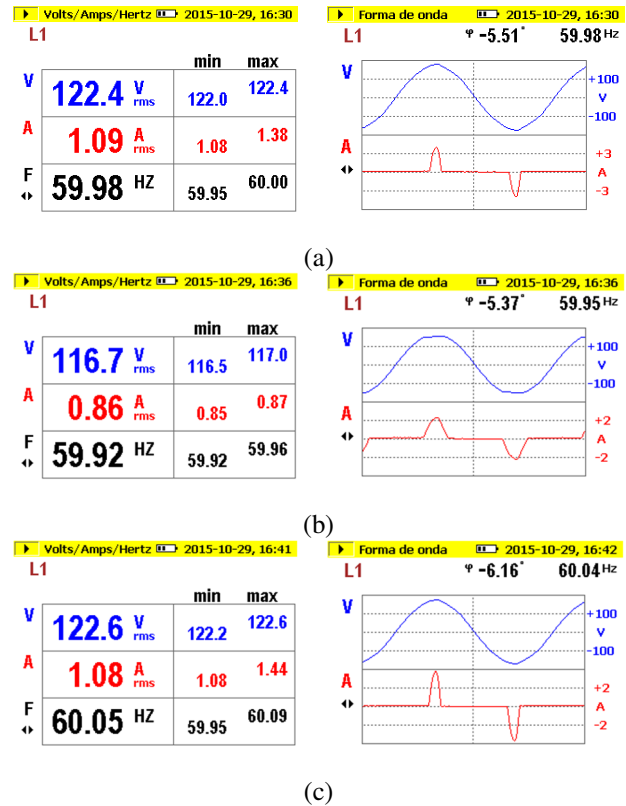 Volts/Amps/Hertz 2015-10-29, 16:30
L1
min max
V 122.4 V rms 122.0 122.4
A 1.09 A rms 1.08 1.38
F 59.98 HZ 59.95 60.00
Forma de onda 2015-10-29, 16:30
L1 φ -5.51° 59.98 Hz
V +100
V
-100
A +3
A
-3
(a)
Volts/Amps/Hertz 2015-10-29, 16:36
L1
min max
V 116.7 V rms 116.5 117.0
A 0.86 A rms 0.85 0.87
F 59.92 HZ 59.92 59.96
Forma de onda 2015-10-29, 16:36
L1 φ -5.37° 59.95 Hz
V +100
V
-100
A +2
A
-2
(b)
Volts/Amps/Hertz 2015-10-29, 16:41
L1
min max
V 122.6 V rms 122.2 122.6
A 1.08 A rms 1.08 1.44
F 60.05 HZ 59.95 60.09
Forma de onda 2015-10-29, 16:42
L1 φ -6.16° 60.04 Hz
V +100
V
-100
A +2
A
-2
(c)